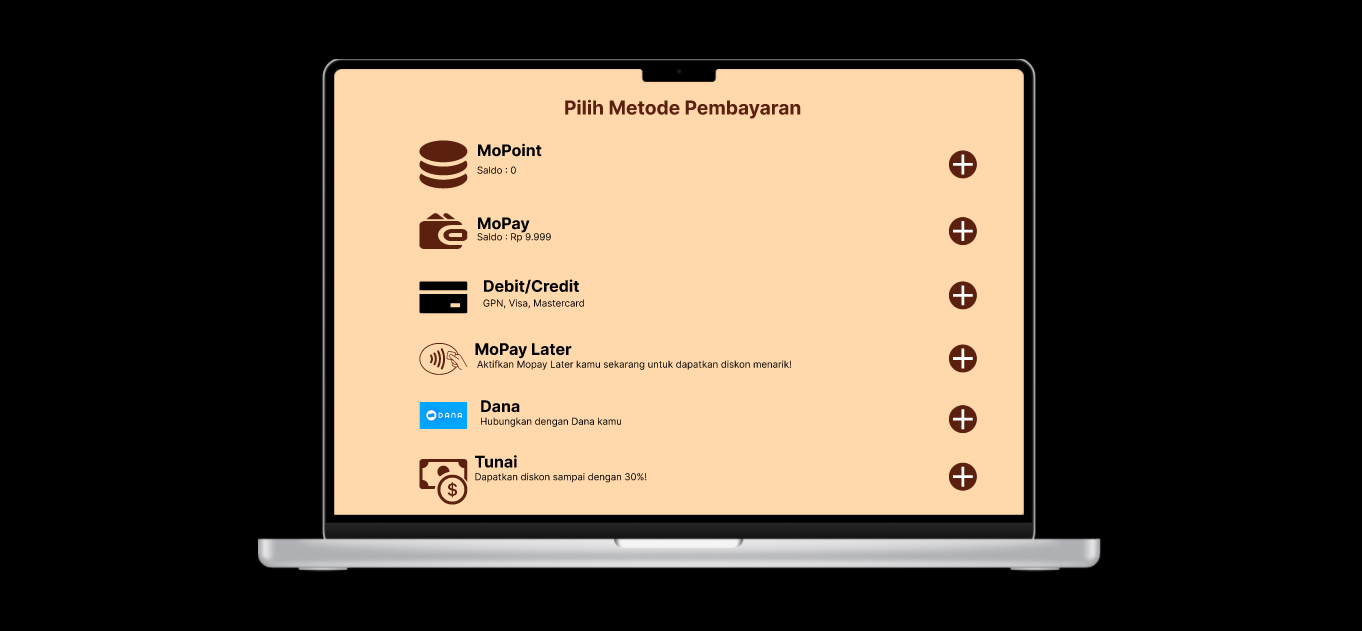 Pilih Metode Pembayaran
MoPoint
Saldo : 0
MoPay
Saldo : Rp 9.999
Debit/Credit
GPN, Visa, Mastercard
MoPay Later
Aktifkan Mopay Later kamu sekarang untuk dapatkan diskon menarik!
DANA
Dana
Hubungkan dengan Dana kamu
Tunai
Dapatkan diskon sampai dengan 30%!
$